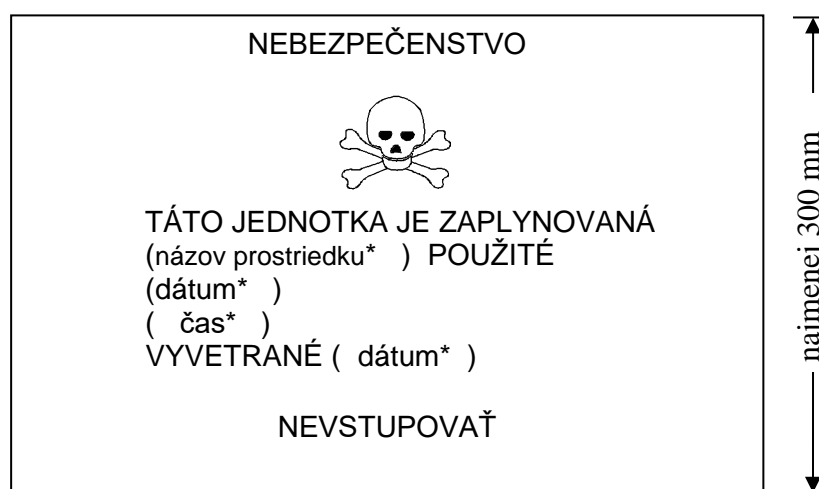 NEBEZPEČENSTVO
TÁTO JEDNOTKA JE ZAPLYNOVANÁ
(názov prostriedku* ) POUŽITÉ
(dátum* )
( čas* )
VYVETRANÉ ( dátum* )
NEVSTUPOVAŤ
najmenej 300 mm